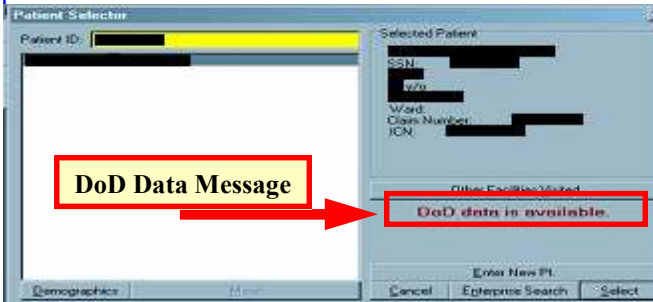 Patient Selector
Patient ID:
Selected Patient
SSN:
y/o
Ward:
Claim Number:
ICN:
DoD Data Message
Other Facilities Visited
DoD data is available.
Enter New Pt.
Demographics
Cancel
Enterprise Search
Select